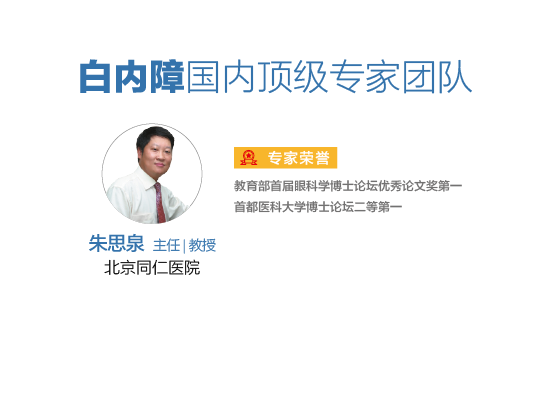 白内障国内顶级专家团队
专家荣誉
教育部首届眼科学博士论坛优秀论文奖第一
首都医科大学博士论坛二等第一
朱思泉 主任|教授
北京同仁医院